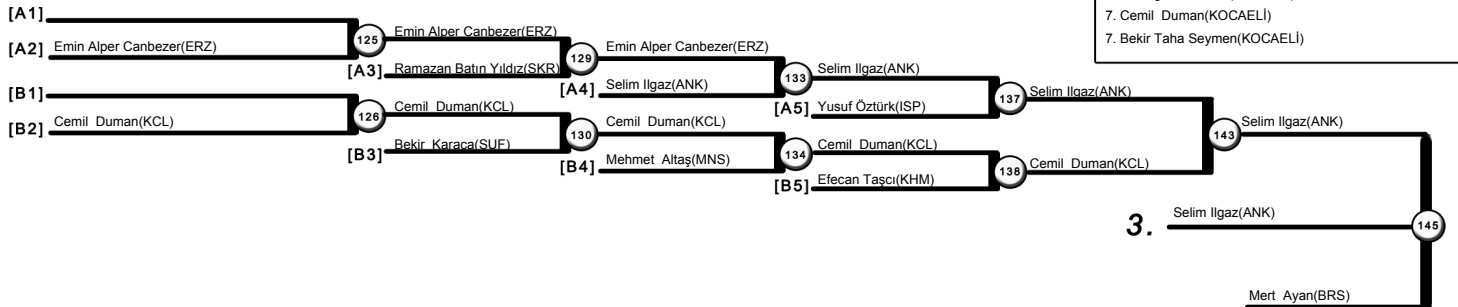 7. Cemil Duman(KOCAELİ)
7. Bekir Taha Seymen(KOCAELİ)
[A1]
[A2] Emin Alper Canbezer(ERZ)
125
Emin Alper Canbezer(ERZ)
[A3] Ramazan Batın Yıldız(SKR)
129
Emin Alper Canbezer(ERZ)
[A4] Selim Ilgaz(ANK)
133
Selim Ilgaz(ANK)
[A5] Yusuf Öztürk(ISP)
137
Selim Ilgaz(ANK)
[B1]
[B2] Cemil Duman(KCL)
126
Cemil Duman(KCL)
[B3] Bekir Karaca(SUF)
130
Cemil Duman(KCL)
[B4] Mehmet Altaş(MNS)
134
Cemil Duman(KCL)
[B5] Efecan Taşcı(KHM)
138
Cemil Duman(KCL)
143
Selim Ilgaz(ANK)
3. Selim Ilgaz(ANK)
145
Mert Ayan(BRS)